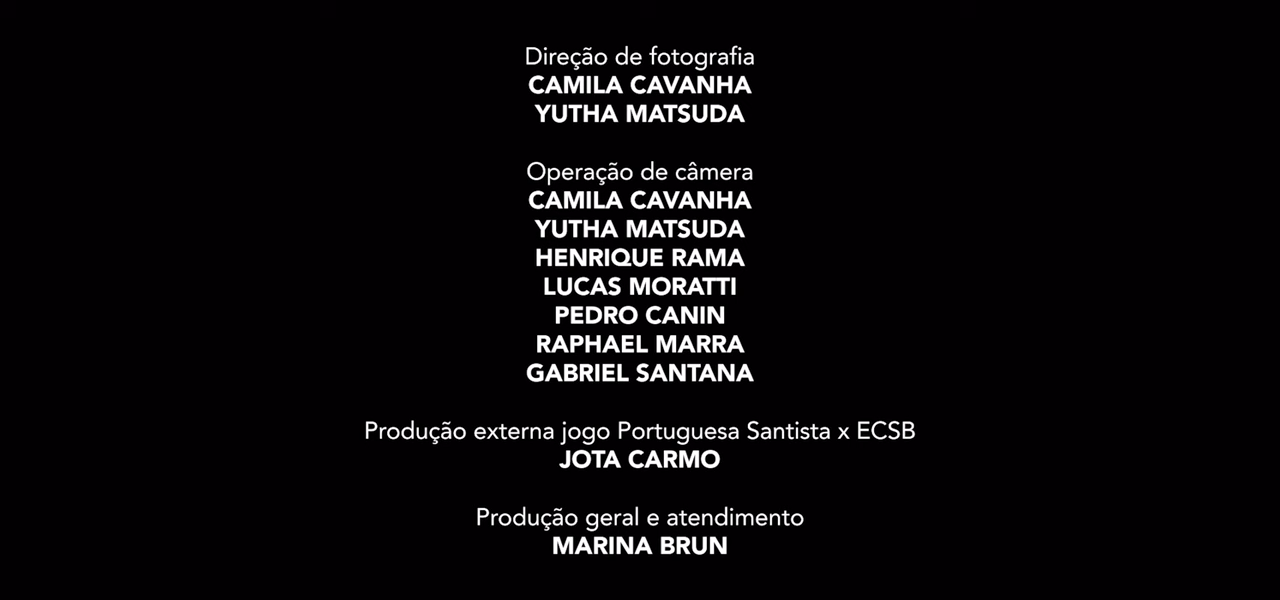 Direção de fotografia
CAMILA CAVANHA
YUTHA MATSUDA
Operação de câmera
CAMILA CAVANHA
YUTHA MATSUDA
HENRIQUE RAMA
LUCAS MORATTI
PEDRO CANIN
RAPHAEL MARRA
GABRIEL SANTANA
Produção externa jogo Portuguesa Santista x ECSB
JOTA CARMO
Produção geral e atendimento
MARINA BRUN